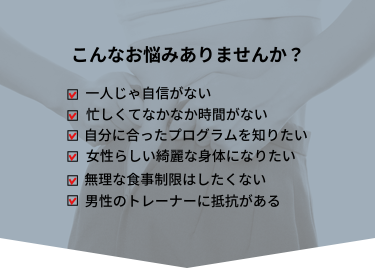 こんなお悩みありませんか？
一人じゃ自信がない
忙しくてなかなか時間がない
自分に合ったプログラムを知りたい
女性らしい綺麗な身体になりたい
無理な食事制限はしたくない
男性のトレーナーに抵抗がある